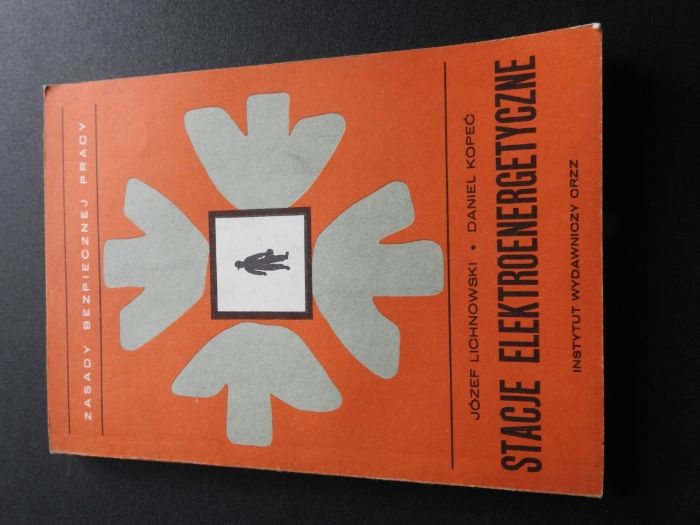 ZASADY BEZPIECZNEJ PRACY
JÓZEF LICHNOWSKI • DANIEL KOPEĆ
STACJE ELEKTROENERGETYCZNE
INSTYTUT WYDAWNICZY CRZZ